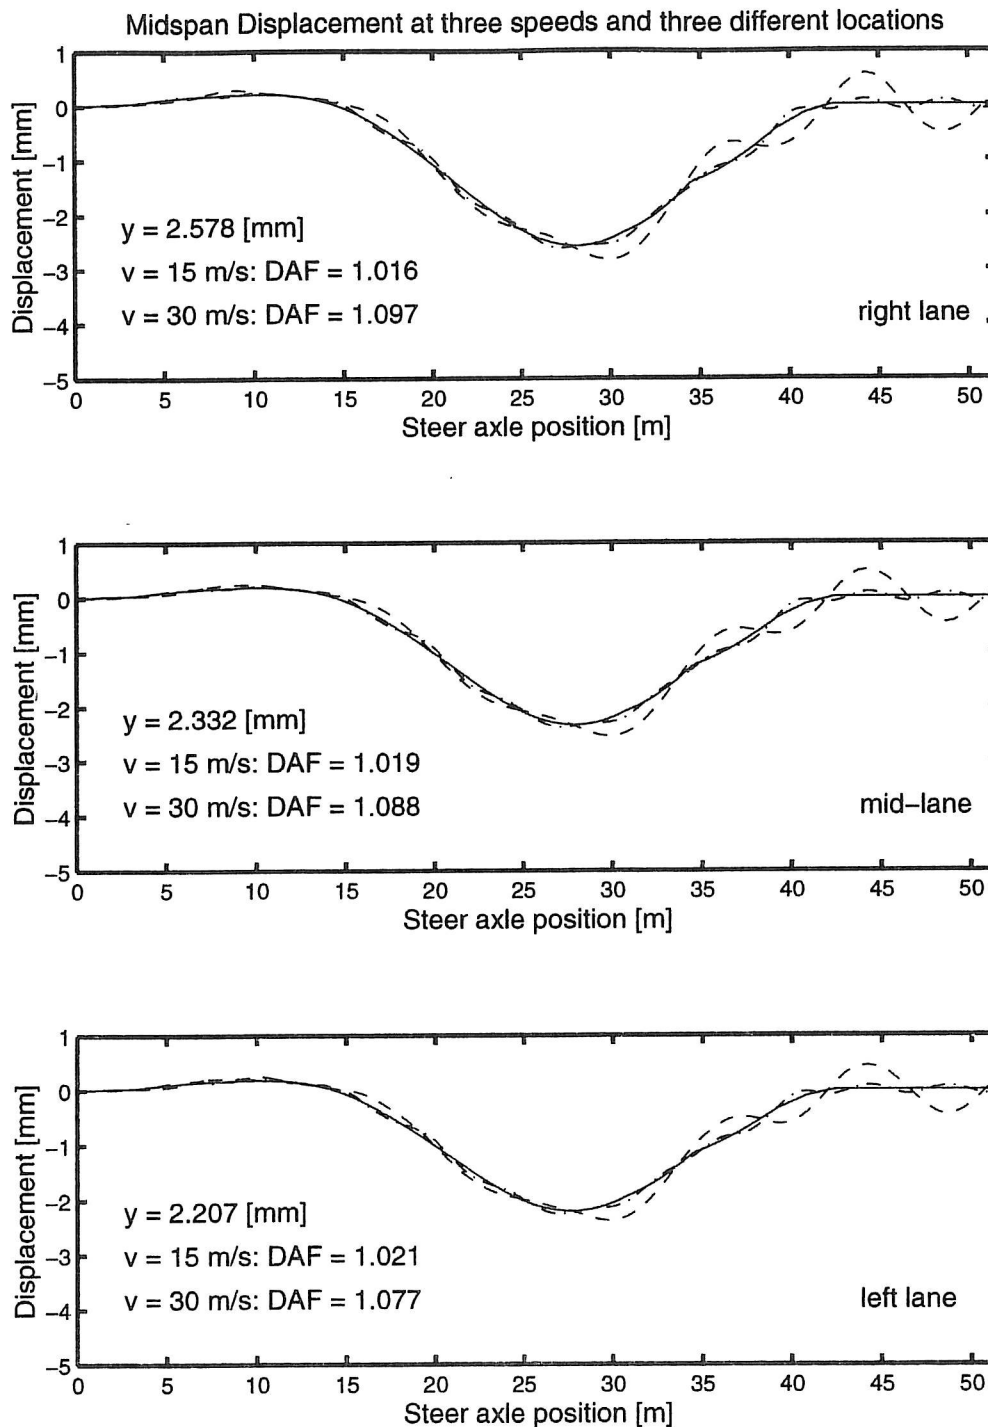 Midspan Displacement at three speeds and three different locations
1
0
−1
−2
−3
−4
−5
Displacement [mm]
y = 2.578 [mm]
v = 15 m/s: DAF = 1.016
v = 30 m/s: DAF = 1.097
right lane
0 5 10 15 20 25 30 35 40 45 50
Steer axle position [m]
1
0
−1
−2
−3
−4
−5
Displacement [mm]
y = 2.332 [mm]
v = 15 m/s: DAF = 1.019
v = 30 m/s: DAF = 1.088
mid−lane
0 5 10 15 20 25 30 35 40 45 50
Steer axle position [m]
1
0
−1
−2
−3
−4
−5
Displacement [mm]
y = 2.207 [mm]
v = 15 m/s: DAF = 1.021
v = 30 m/s: DAF = 1.077
left lane
0 5 10 15 20 25 30 35 40 45 50
Steer axle position [m]